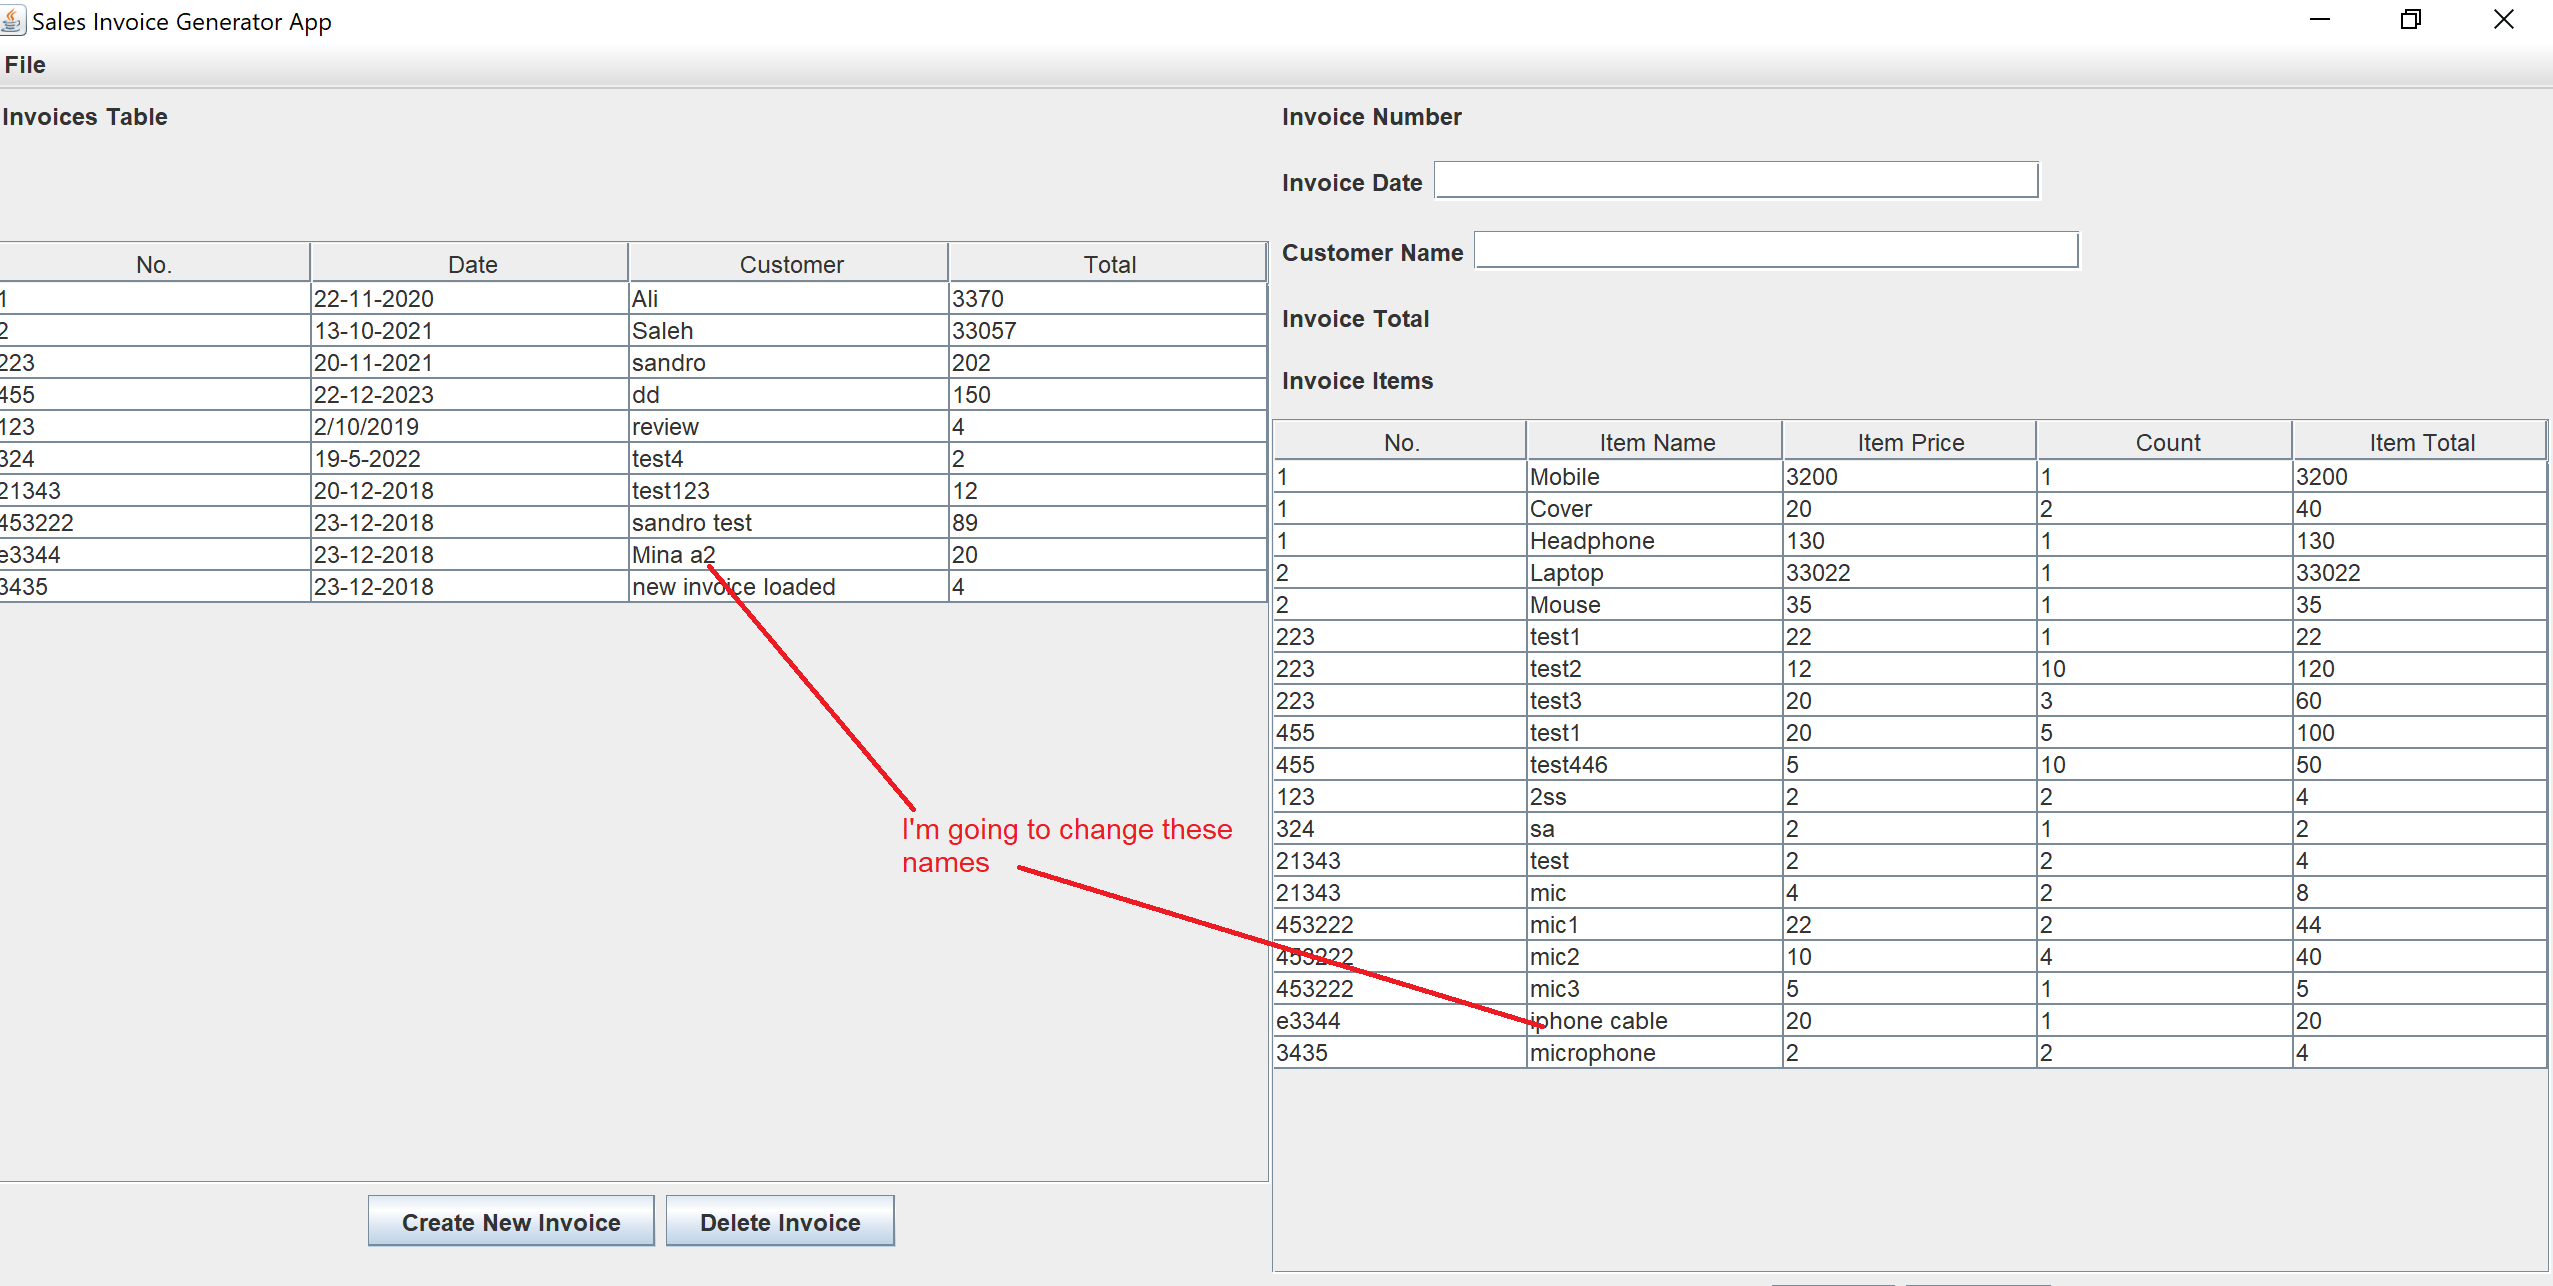 Sales Invoice Generator App
File
Invoices Table
No. Date Customer Total
1 22-11-2020 Ali 3370
2 13-10-2021 Saleh 33057
223 20-11-2021 sandro 202
455 22-12-2023 dd 150
123 2/10/2019 review 4
324 19-5-2022 test4 2
21343 20-12-2018 test123 12
453222 23-12-2018 sandro test 89
e3344 23-12-2018 Mina a2 20
3435 23-12-2018 new invoice loaded 4
I'm going to change these
names
Create New Invoice Delete Invoice
Invoice Number
Invoice Date
Customer Name
Invoice Total
Invoice Items
No. Item Name Item Price Count Item Total
1 Mobile 3200 1 3200
1 Cover 20 2 40
1 Headphone 130 1 130
2 Laptop 33022 1 33022
2 Mouse 35 1 35
223 test1 22 1 22
223 test2 12 10 120
223 test3 20 3 60
455 test1 20 5 100
455 test446 5 10 50
123 2ss 2 2 4
324 sa 2 1 2
21343 test 2 2 4
21343 mic 4 2 8
453222 mic1 22 2 44
453222 mic2 10 4 40
453222 mic3 5 1 5
e3344 iphone cable 20 1 20
3435 microphone 2 2 4